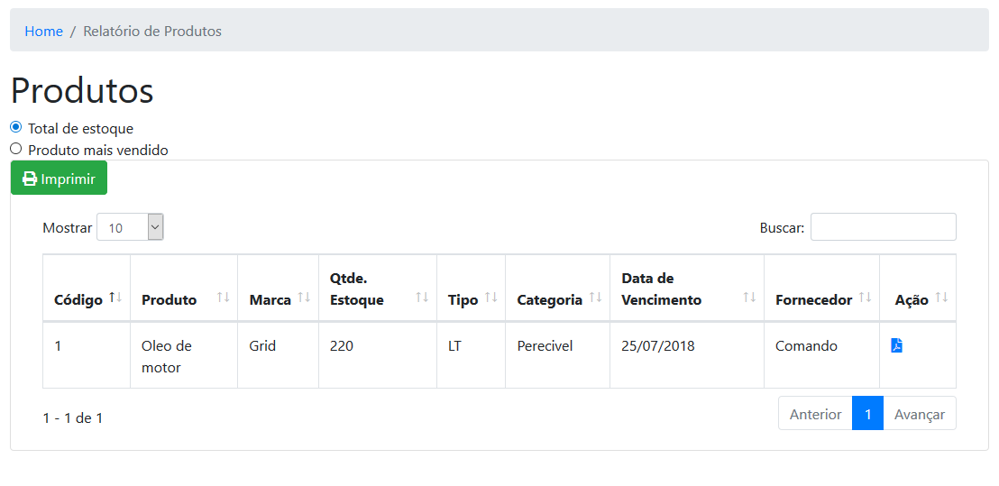 Home / Relatório de Produtos
Produtos
Total de estoque
Produto mais vendido
Imprimir
Mostrar 10 Buscar:
Código Produto Marca Qtde. Estoque Tipo Categoria Data de Vencimento Fornecedor Ação
1 Oleo de motor Grid 220 LT Perecivel 25/07/2018 Comando
1 - 1 de 1
Anterior 1 Avançar